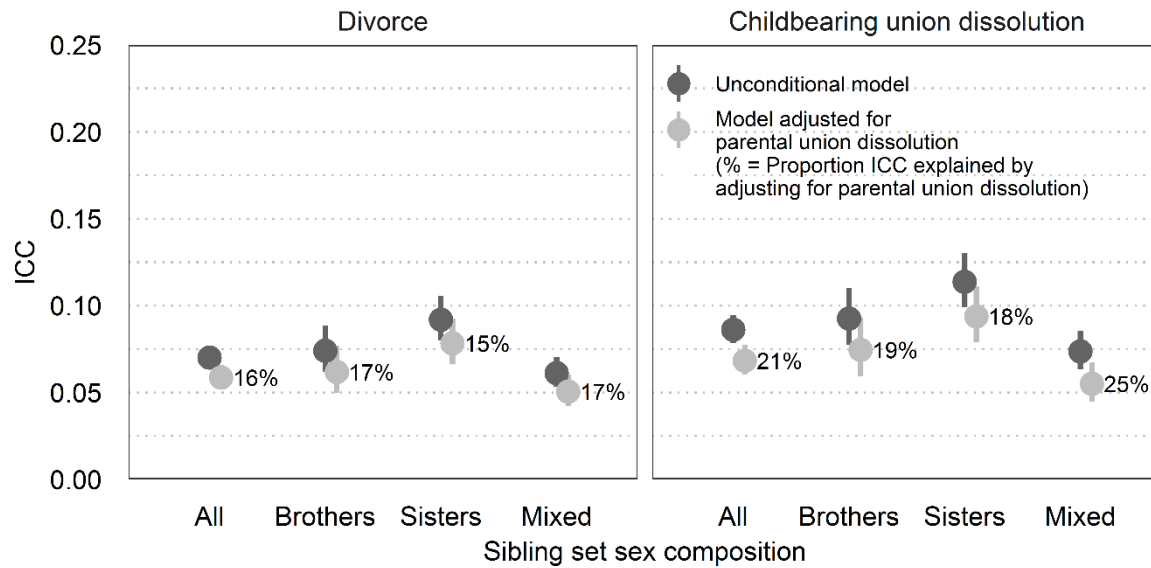 Divorce
Childbearing union dissolution
0.25
0.20
0.15
0.10
0.05
0.00
ICC
Unconditional model
Model adjusted for
parental union dissolution
(% = Proportion ICC explained by
adjusting for parental union dissolution)
16%
17%
15%
17%
21%
19%
18%
25%
All
Brothers
Sisters
Mixed
All
Brothers
Sisters
Mixed
Sibling set sex composition